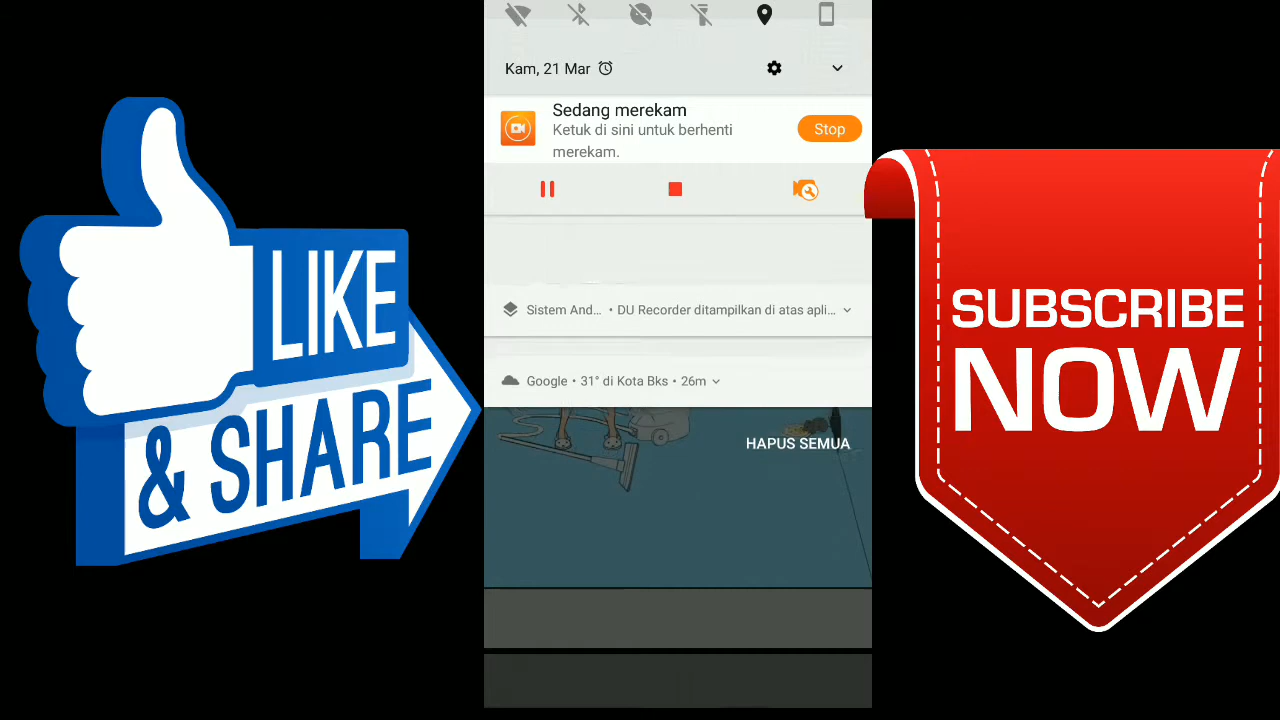 LIKE
& SHARE
Kam, 21 Mar
Sedang merekam
Ketuk di sini untuk berhenti
merekam.
Stop
Sistem And... • DU Recorder ditampilkan di atas apli...
Google • 31° di Kota Bks • 26m
HAPUS SEMUA
SUBSCRIBE
NOW